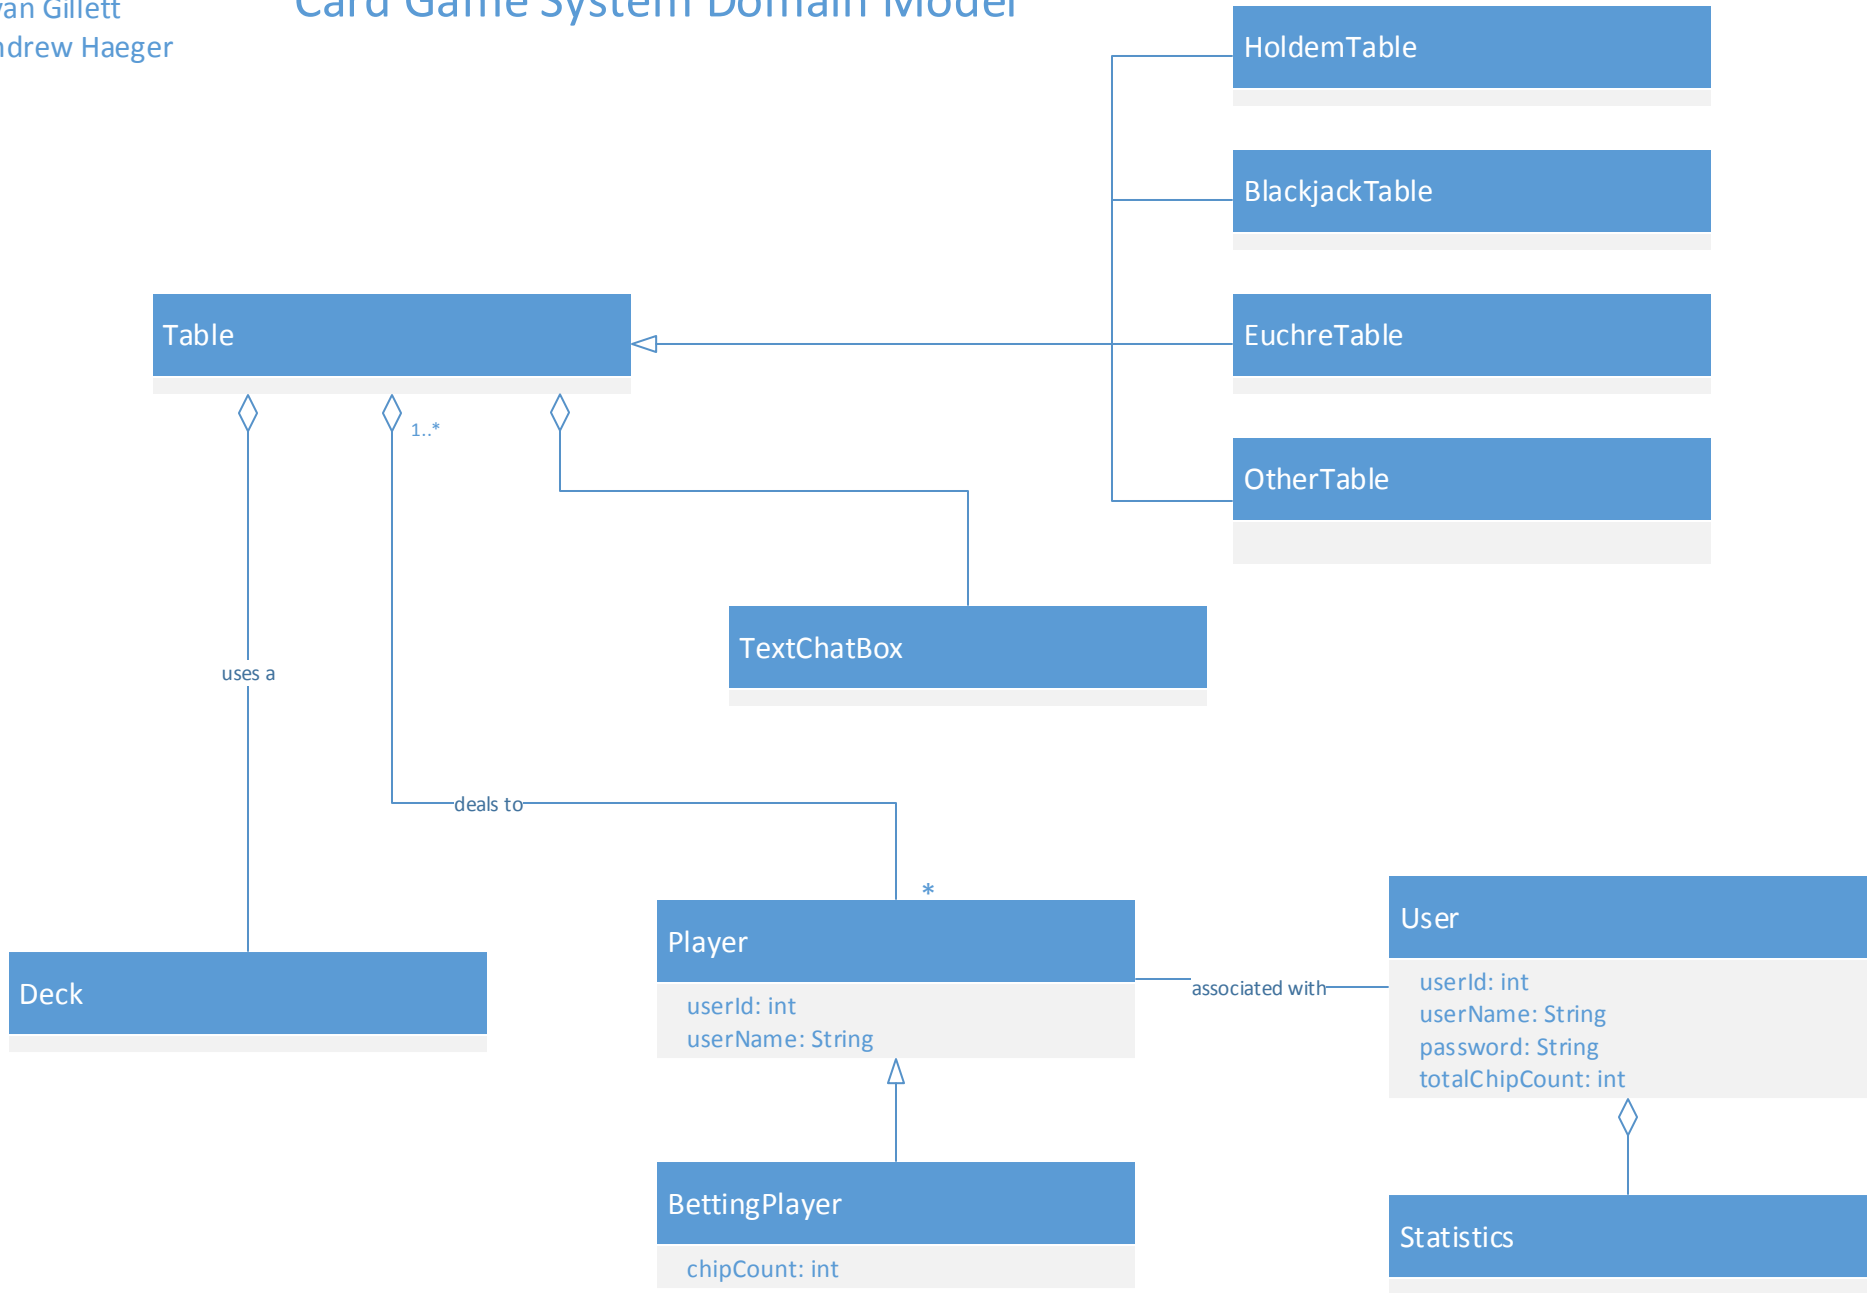 Gillett
Card Game System Domain Model
Haeger
HoldemTable
BlackjackTable
Table
EuchreTable
1..*
OtherTable
TextChatBox
uses a
deals to
*
Player
User
Deck
userId: int
userName: String
associated with
userId: int
userName: String
password: String
totalChipCount: int
BettingPlayer
chipCount: int
Statistics